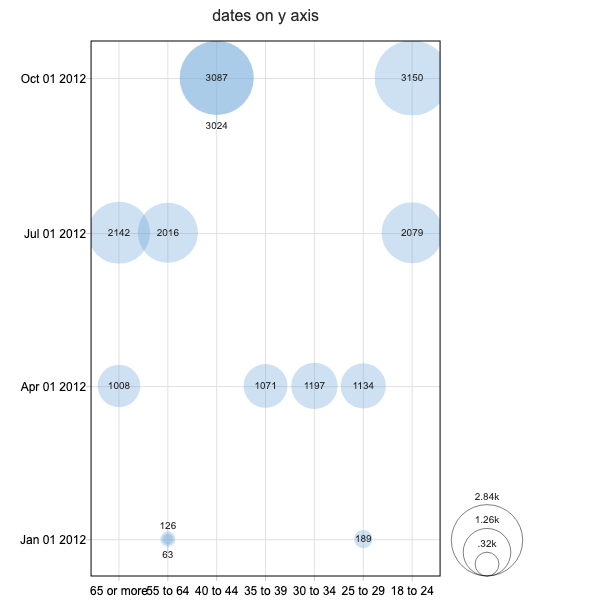 dates on y axis
Oct 01 2012
3087
3150
3024
Jul 01 2012
2142
2016
2079
Apr 01 2012
1008
1071
1197
1134
2.84k
1.26k
.32k
126
Jan 01 2012
189
63
65 or more
55 to 64
40 to 44
35 to 39
30 to 34
25 to 29
18 to 24